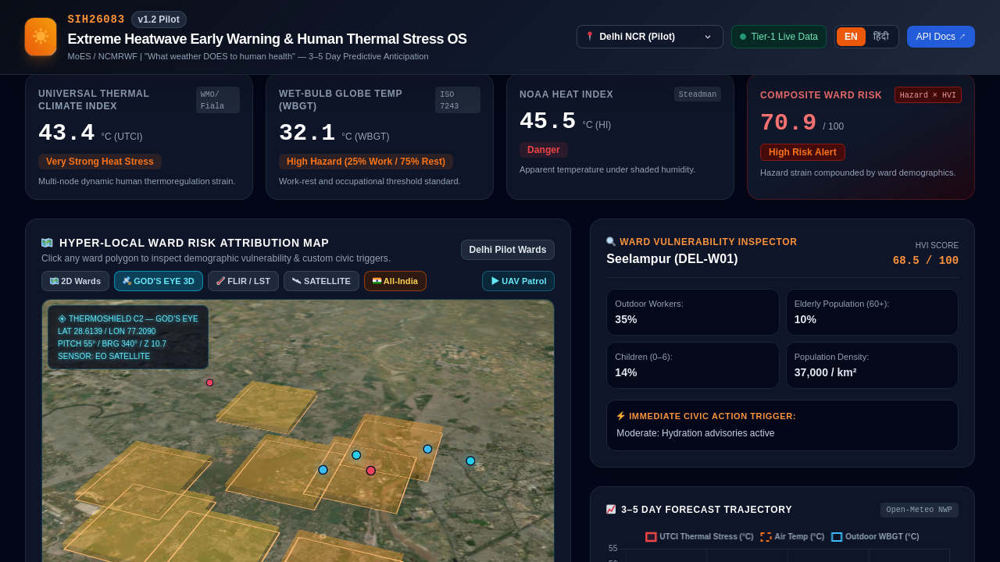 SIH26083 v1.2 Pilot
Extreme Heatwave Early Warning & Human Thermal Stress OS
MoES / NCMRWF | "What weather DOES to human health" — 3–5 Day Predictive Anticipation
Delhi NCR (Pilot)
Tier-1 Live Data
EN हिंदी
API Docs ↗
UNIVERSAL THERMAL CLIMATE INDEX
WMO/Fiala
43.4 °C (UTCI)
Very Strong Heat Stress
Multi-node dynamic human thermoregulation strain.
WET-BULB GLOBE TEMP (WBGT)
ISO 7243
32.1 °C (WBGT)
High Hazard (25% Work / 75% Rest)
Work-rest and occupational threshold standard.
NOAA HEAT INDEX
Steadman
45.5 °C (HI)
Danger
Apparent temperature under shaded humidity.
COMPOSITE WARD RISK
Hazard × HVI
70.9 / 100
High Risk Alert
Hazard strain compounded by ward demographics.
HYPER-LOCAL WARD RISK ATTRIBUTION MAP
Click any ward polygon to inspect demographic vulnerability & custom civic actions.
Delhi Pilot Wards
2D Wards
GOD'S EYE 3D
FLIR / LST
SATELLITE
All-India
▶ UAV Patrol
THERMOSHIELD C2 — GOD'S EYE
LAT 28.6139 / LON 77.2090
PITCH 55° / BRG 340° / Z 10.7
SENSOR: EO SATELLITE
WARD VULNERABILITY INSPECTOR
Seelampur (DEL-W01)
HVI SCORE
68.5 / 100
Outdoor Workers:
35%
Elderly Population (60+):
10%
Children (0–6):
14%
Population Density:
37,000 / km²
⚡ IMMEDIATE CIVIC ACTION TRIGGER:
Moderate: Hydration advisories active
3–5 DAY FORECAST TRAJECTORY
Open-Meteo NWP
UTCI Thermal Stress (°C) Air Temp (°C) Outdoor WBGT (°C)
55